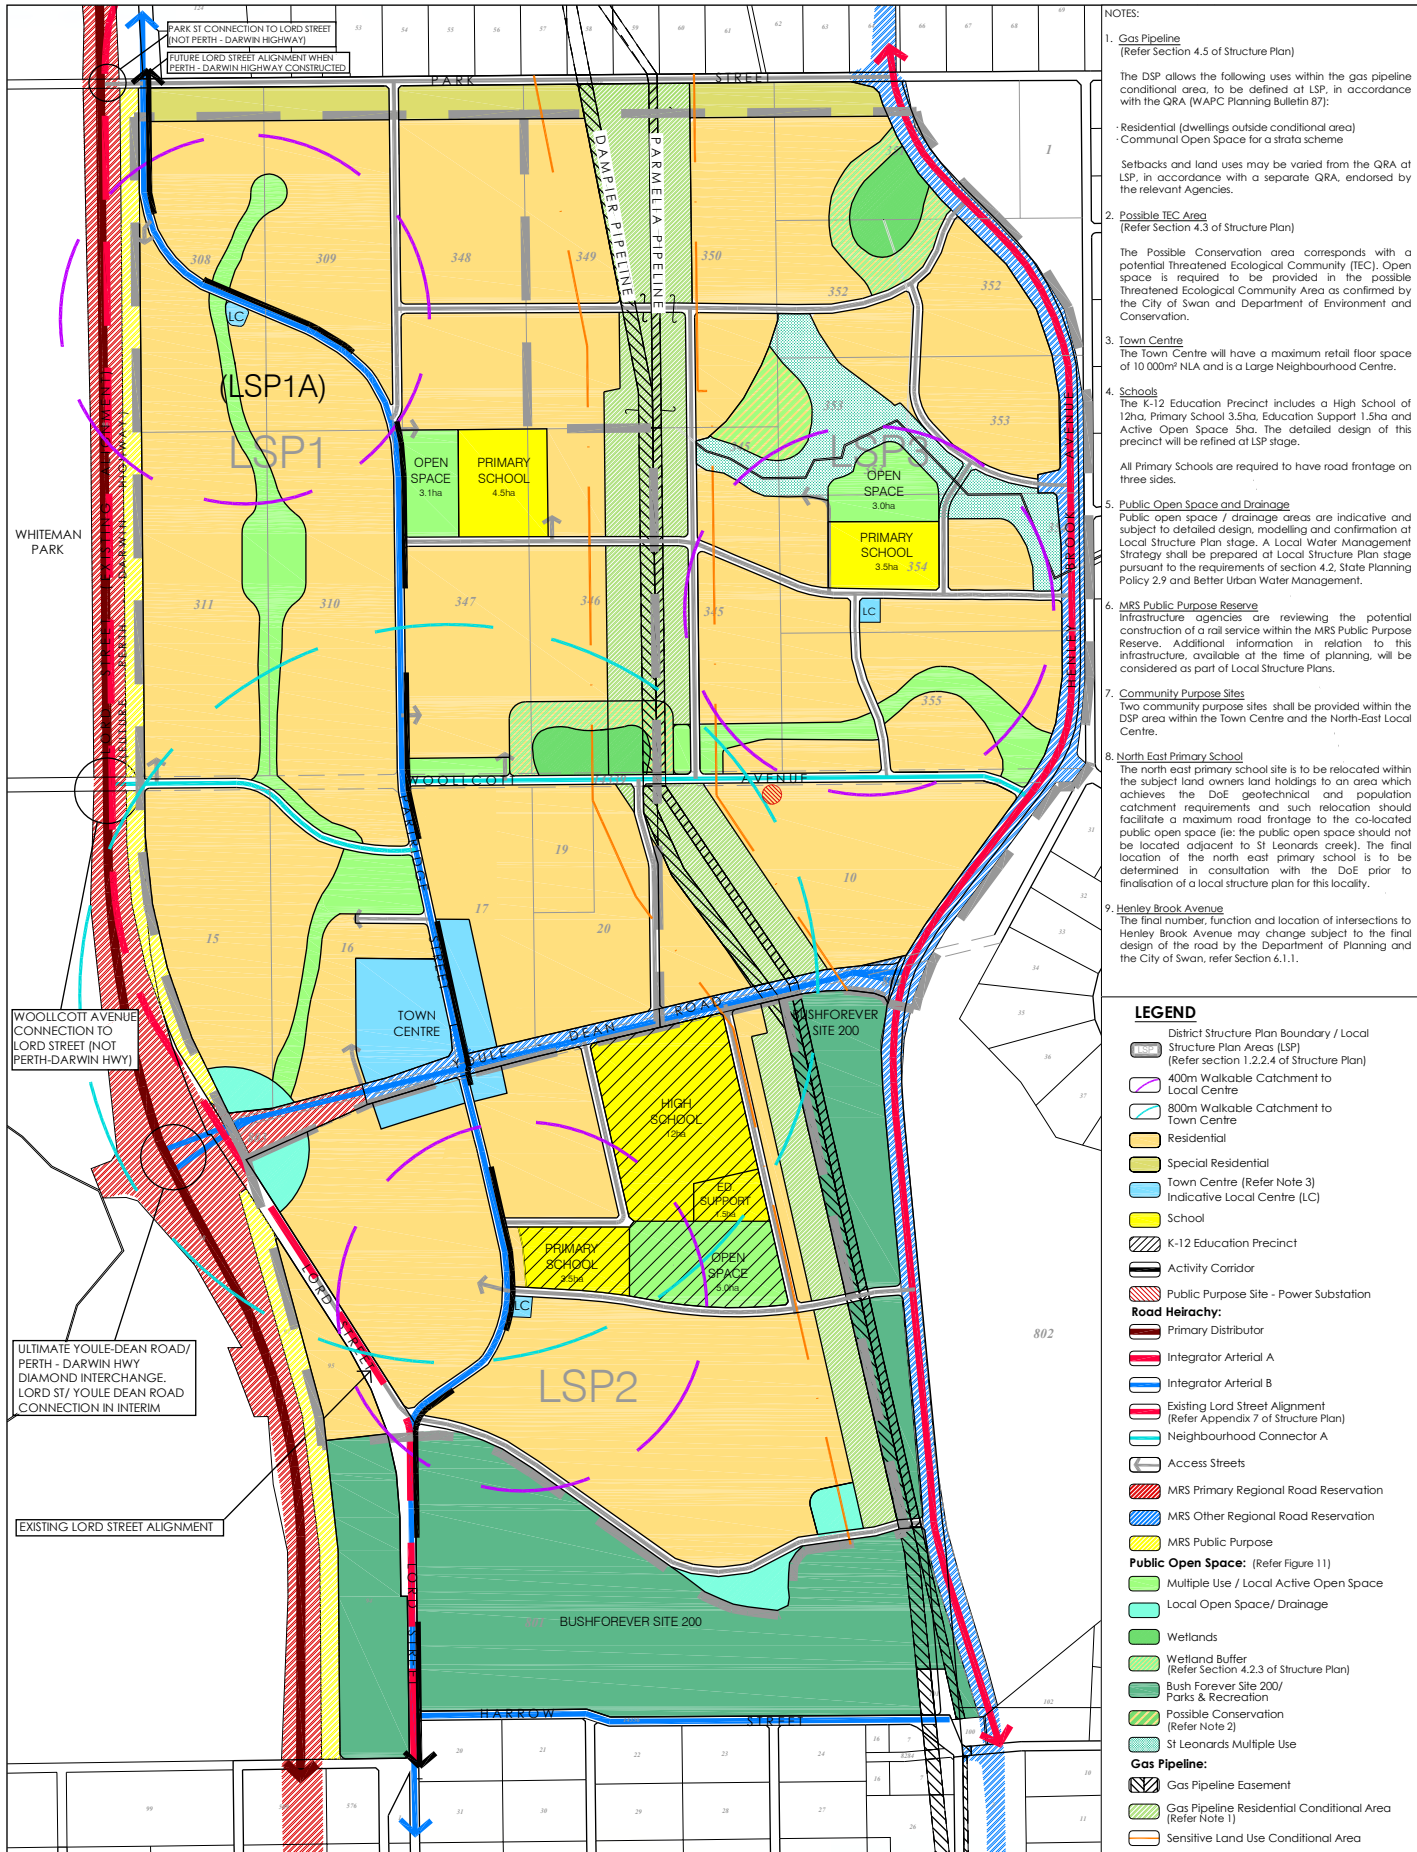 PARK ST CONNECTION TO LORD STREET
(NOT PERTH - DARWIN HIGHWAY)
FUTURE LORD STREET ALIGNMENT WHEN
PERTH - DARWIN HIGHWAY CONSTRUCTED
PARK STREET
DAMPIER PIPELINE
PARMELIA PIPELINE
308
309
348
349
350
352
352
1
LC
(LSP1A)
LSP1
353
353
LSP3
OPEN
SPACE
3.1ha
PRIMARY
SCHOOL
4.5ha
OPEN
SPACE
3.0ha
PRIMARY
SCHOOL
3.5ha
354
WHITEMAN
PARK
311
310
347
346
345
LC
355
HENLEY BROOK AVENUE
WOOLLCOTT AVENUE
PARTRIDGE STREET
19
17
20
10
15
16
TOWN
CENTRE
YOULE DEAN ROAD
BUSHFOREVER
SITE 200
WOOLLCOTT AVENUE
CONNECTION TO
LORD STREET (NOT
PERTH-DARWIN HWY)
HIGH
SCHOOL
12ha
ED.
SUPPORT
1.5ha
PRIMARY
SCHOOL
3.5ha
OPEN
SPACE
5.0ha
LC
LORD STREET
802
LSP2
ULTIMATE YOULE-DEAN ROAD/
PERTH - DARWIN HWY
DIAMOND INTERCHANGE.
LORD ST/ YOULE DEAN ROAD
CONNECTION IN INTERIM
EXISTING LORD STREET ALIGNMENT
LORD STREET
BUSHFOREVER SITE 200
HARROW STREET
NOTES:
1. Gas Pipeline
(Refer Section 4.5 of Structure Plan)
The DSP allows the following uses within the gas pipeline
conditional area, to be defined at LSP, in accordance
with the QRA (WAPC Planning Bulletin 87):
· Residential (dwellings outside conditional area)
· Communal Open Space for a strata scheme
Setbacks and land uses may be varied from the QRA at
LSP, in accordance with a separate QRA, endorsed by
the relevant Agencies.
2. Possible TEC Area
(Refer Section 4.3 of Structure Plan)
The Possible Conservation area corresponds with a
potential Threatened Ecological Community (TEC). Open
space is required to be provided in the possible
Threatened Ecological Community Area as confirmed by
the City of Swan and Department of Environment and
Conservation.
3. Town Centre
The Town Centre will have a maximum retail floor space
of 10 000m² NLA and is a Large Neighbourhood Centre.
4. Schools
The K-12 Education Precinct includes a High School of
12ha, Primary School 3.5ha, Education Support 1.5ha and
Active Open Space 5ha. The detailed design of this
precinct will be refined at LSP stage.
All Primary Schools are required to have road frontage on
three sides.
5. Public Open Space and Drainage
Public open space / drainage areas are indicative and
subject to detailed design, modelling and confirmation at
Local Structure Plan stage. A Local Water Management
Strategy shall be prepared at Local Structure Plan stage
pursuant to the requirements of section 4.2, State Planning
Policy 2.9 and Better Urban Water Management.
6. MRS Public Purpose Reserve
Infrastructure agencies are reviewing the potential
construction of a rail service within the MRS Public Purpose
Reserve. Additional information in relation to this
infrastructure, available at the time of planning, will be
considered as part of Local Structure Plans.
7. Community Purpose Sites
Two community purpose sites shall be provided within the
DSP area within the Town Centre and the North-East Local
Centre.
8. North East Primary School
The north east primary school site is to be relocated within
the subject land owners land holdings to an area which
achieves the DoE geotechnical and population
catchment requirements and such relocation should
facilitate a maximum road frontage to the co-located
public open space (ie: the public open space should not
be located adjacent to St Leonards creek). The final
location of the north east primary school is to be
determined in consultation with the DoE prior to
finalisation of a local structure plan for this locality.
9. Henley Brook Avenue
The final number, function and location of intersections to
Henley Brook Avenue may change subject to the final
design of the road by the Department of Planning and
the City of Swan, refer Section 6.1.1.
LEGEND
District Structure Plan Boundary / Local
Structure Plan Areas (LSP)
(Refer section 1.2.2.4 of Structure Plan)
400m Walkable Catchment to
Local Centre
800m Walkable Catchment to
Town Centre
Residential
Special Residential
Town Centre (Refer Note 3)
Indicative Local Centre (LC)
School
K-12 Education Precinct
Activity Corridor
Public Purpose Site - Power Substation
Road Heirachy:
Primary Distributor
Integrator Arterial A
Integrator Arterial B
Existing Lord Street Alignment
(Refer Appendix 7 of Structure Plan)
Neighbourhood Connector A
Access Streets
MRS Primary Regional Road Reservation
MRS Other Regional Road Reservation
MRS Public Purpose
Public Open Space: (Refer Figure 11)
Multiple Use / Local Active Open Space
Local Open Space/ Drainage
Wetlands
Wetland Buffer
(Refer Section 4.2.3 of Structure Plan)
Bush Forever Site 200/
Parks & Recreation
Possible Conservation
(Refer Note 2)
St Leonards Multiple Use
Gas Pipeline:
Gas Pipeline Easement
Gas Pipeline Residential Conditional Area
(Refer Note 1)
Sensitive Land Use Conditional Area